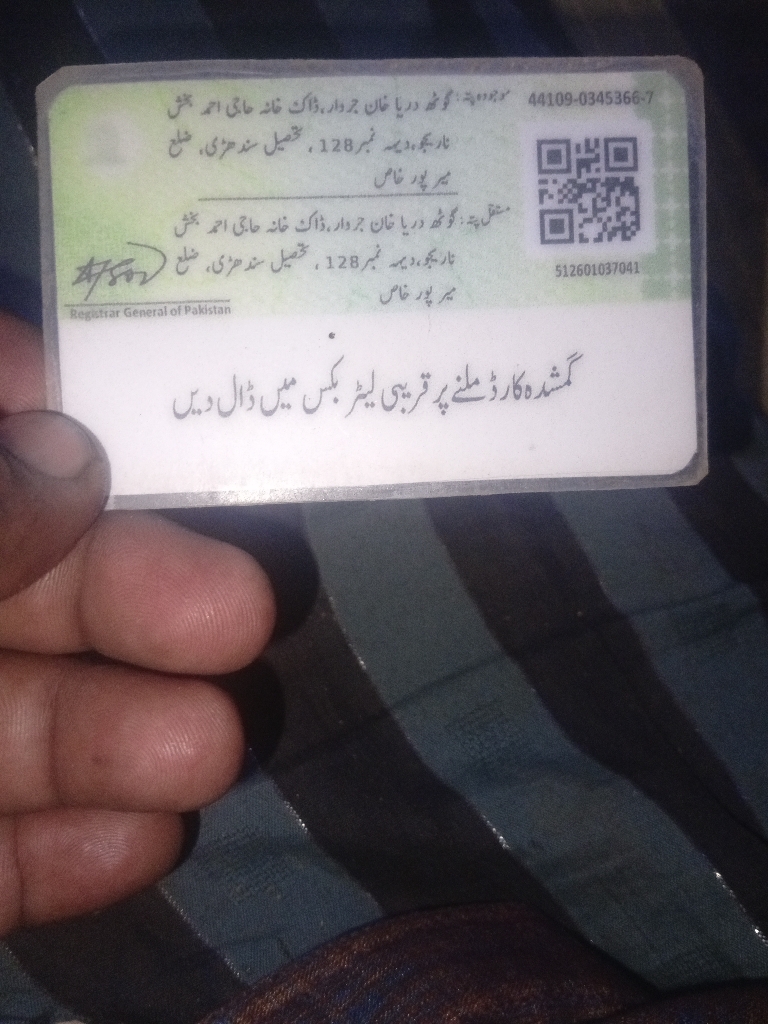 موجودہ پتہ: گوٹھ دریا خان جروار، ڈاک خانہ حاجی احمد بخش
ناریجو، دیہہ نمبر 128 ، تحصیل سندھڑی، ضلع
میر پور خاص
44109-0345366-7
مستقل پتہ: گوٹھ دریا خان جروار، ڈاک خانہ حاجی احمد بخش
ناریجو، دیہہ نمبر 128 ، تحصیل سندھڑی، ضلع
میر پور خاص
512601037041
Registrar General of Pakistan
گمشدہ کارڈ ملنے پر قریبی لیٹر بکس میں ڈال دیں